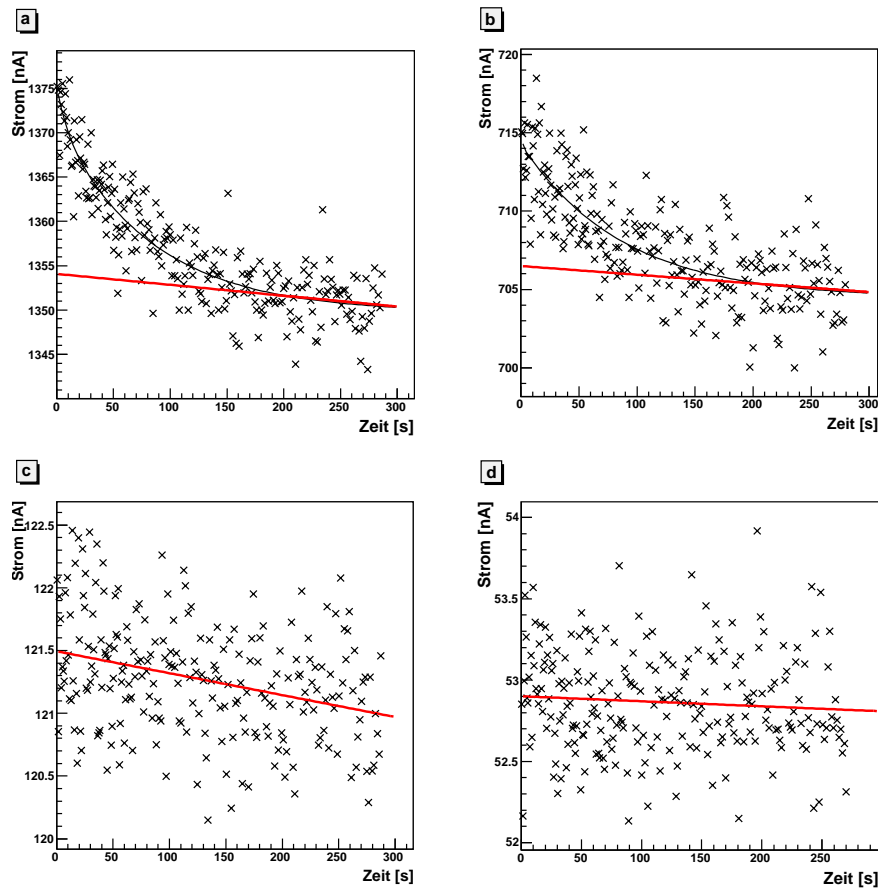 a
Strom [nA]
1375
1370
1365
1360
1355
1350
1345
0 50 100 150 200 250 300
Zeit [s]
b
Strom [nA]
720
715
710
705
700
0 50 100 150 200 250 300
Zeit [s]
c
Strom [nA]
122.5
122
121.5
121
120.5
120
0 50 100 150 200 250 300
Zeit [s]
d
Strom [nA]
54
53.5
53
52.5
52
0 50 100 150 200 250
Zeit [s]